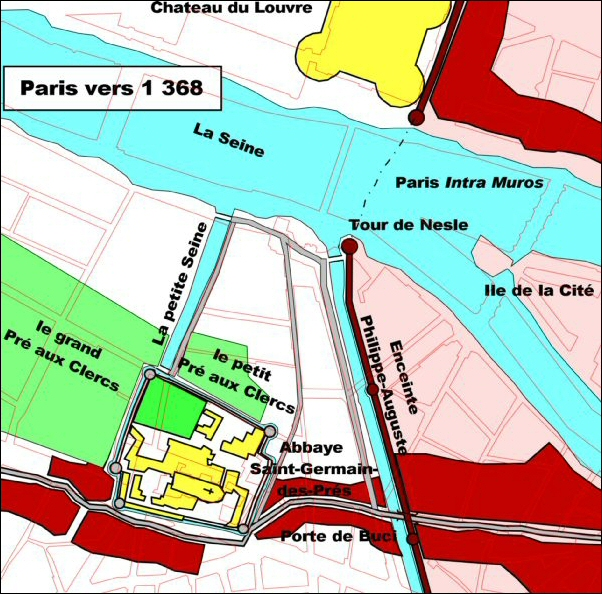 Chateau du Louvre
Paris vers 1 368
La Seine
Paris Intra Muros
Tour de Nesle
La petite Seine
Ile de la Cité
le grand
Pré aux Clercs
le petit
Pré aux Clercs
Enceinte
Philippe-Auguste
Abbaye
Saint-Germain-
des-Prés
Porte de Buci